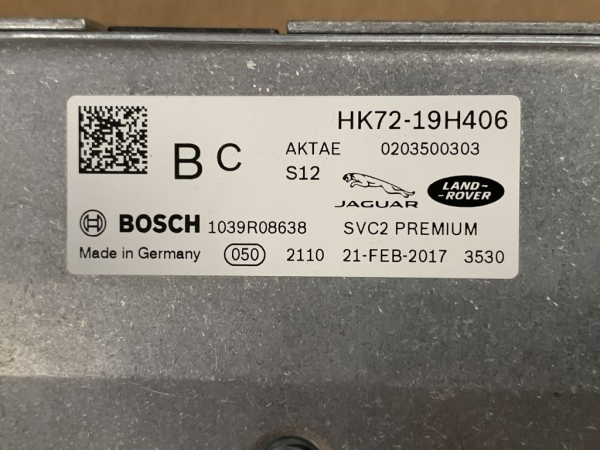 HK72-19H406
B C AKTAE 0203500303
S12
JAGUAR LAND-ROVER
BOSCH 1039R08638 SVC2 PREMIUM
Made in Germany 050 2110 21-FEB-2017 3530